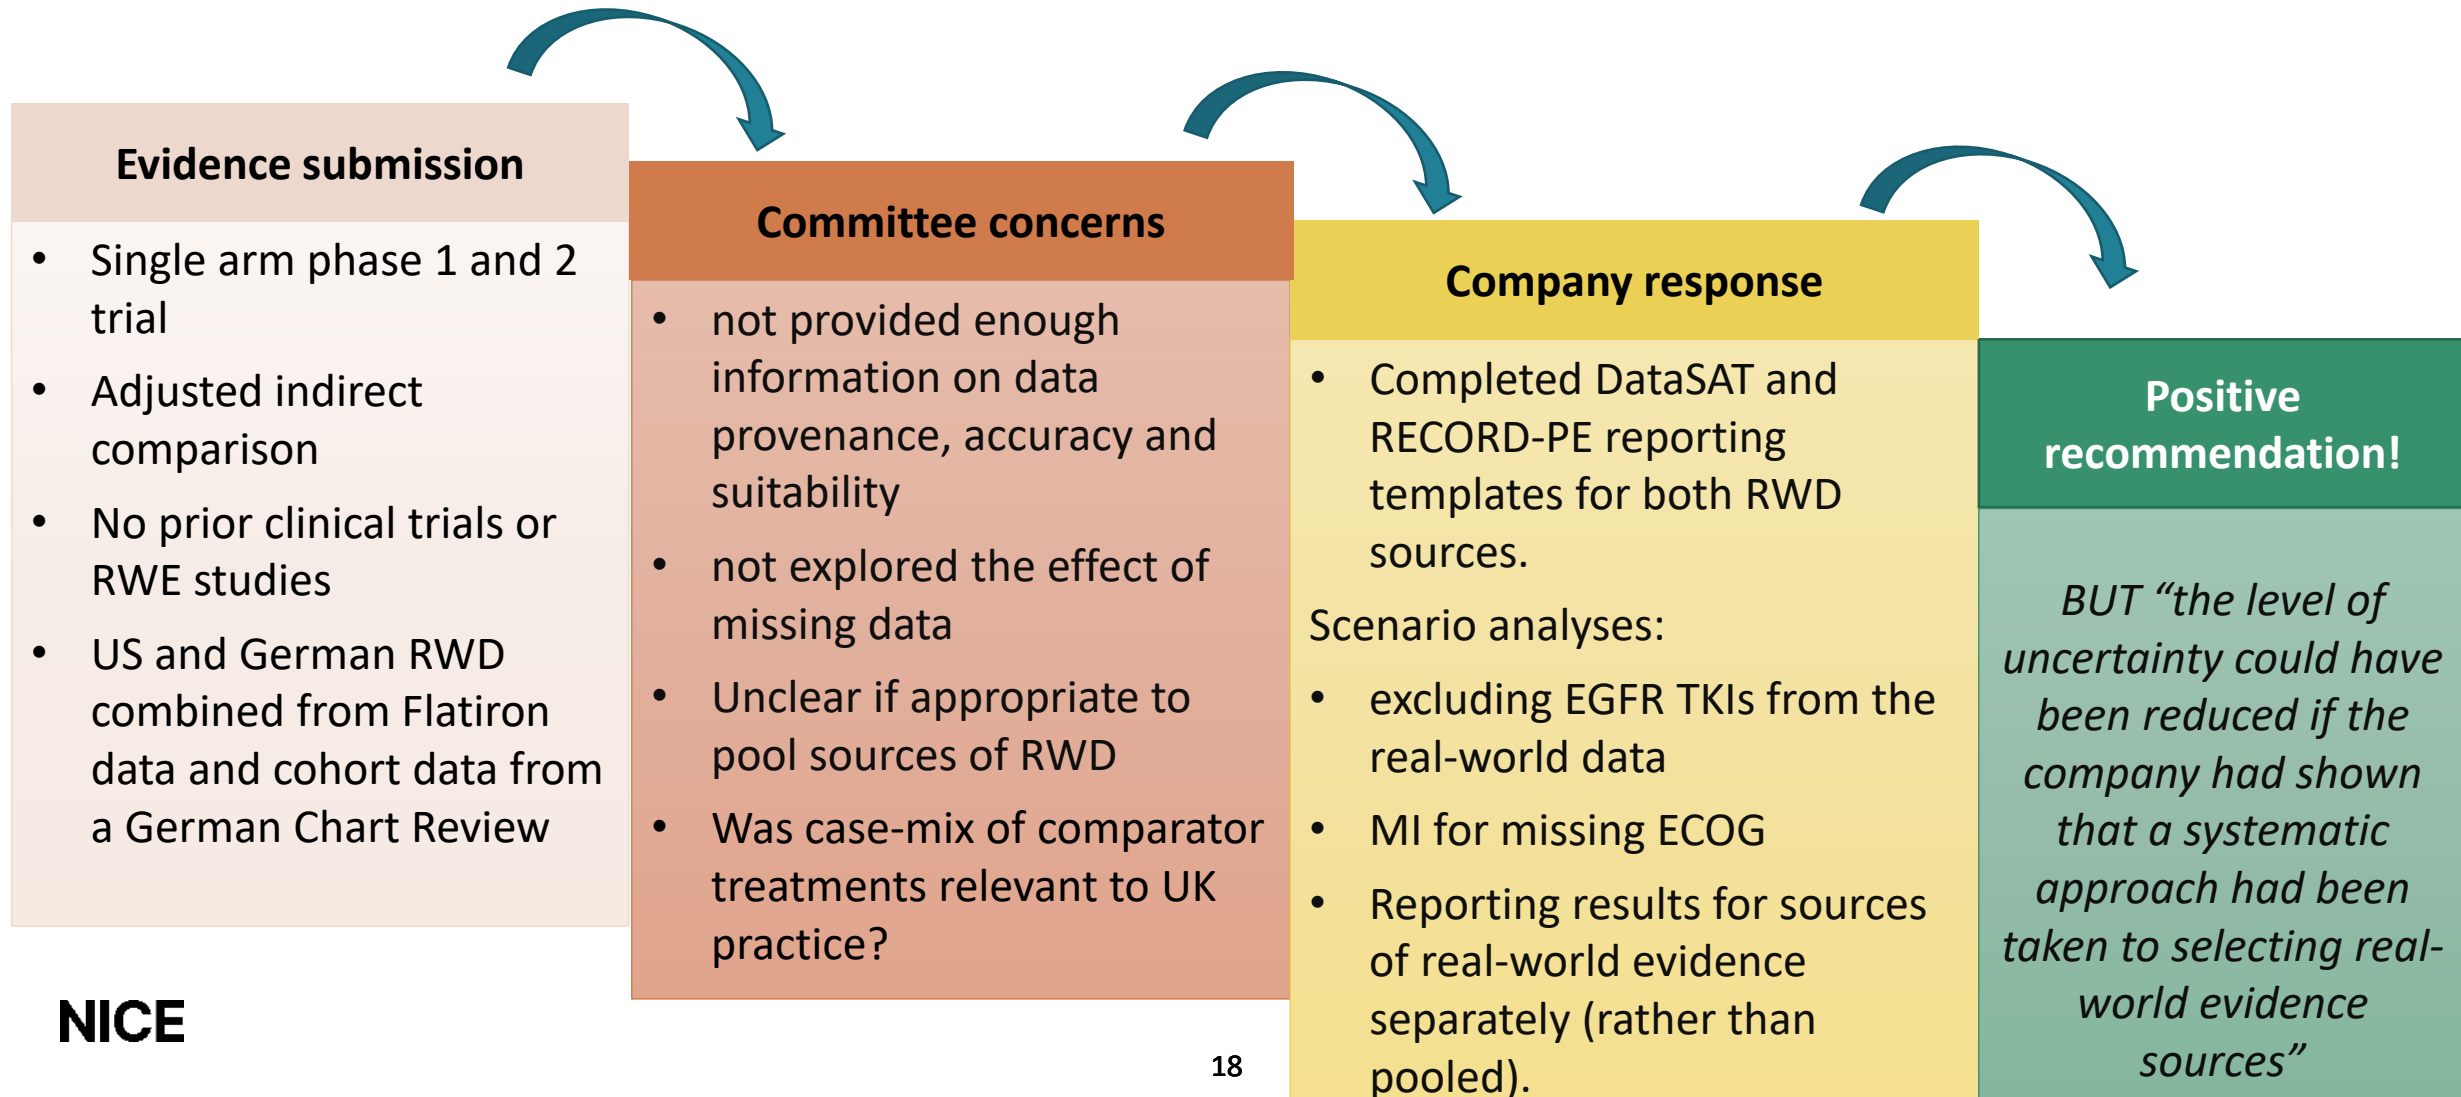 Evidence submission
• Single arm phase 1 and 2
trial
• Adjusted indirect
comparison
• No prior clinical trials or
RWE studies
• US and German RWD
combined from Flatiron
data and cohort data from
a German Chart Review
Committee concerns
• not provided enough
information on data
provenance, accuracy and
suitability
• not explored the effect of
missing data
• Unclear if appropriate to
pool sources of RWD
• Was case-mix of comparator
treatments relevant to UK
practice?
Company response
• Completed DataSAT and
RECORD-PE reporting
templates for both RWD
sources.
Scenario analyses:
• excluding EGFR TKIs from the
real-world data
• MI for missing ECOG
• Reporting results for sources
of real-world evidence
separately (rather than
pooled).
Positive
recommendation!
BUT “the level of
uncertainty could have
been reduced if the
company had shown
that a systematic
approach had been
taken to selecting real-
world evidence
sources”
NICE
18